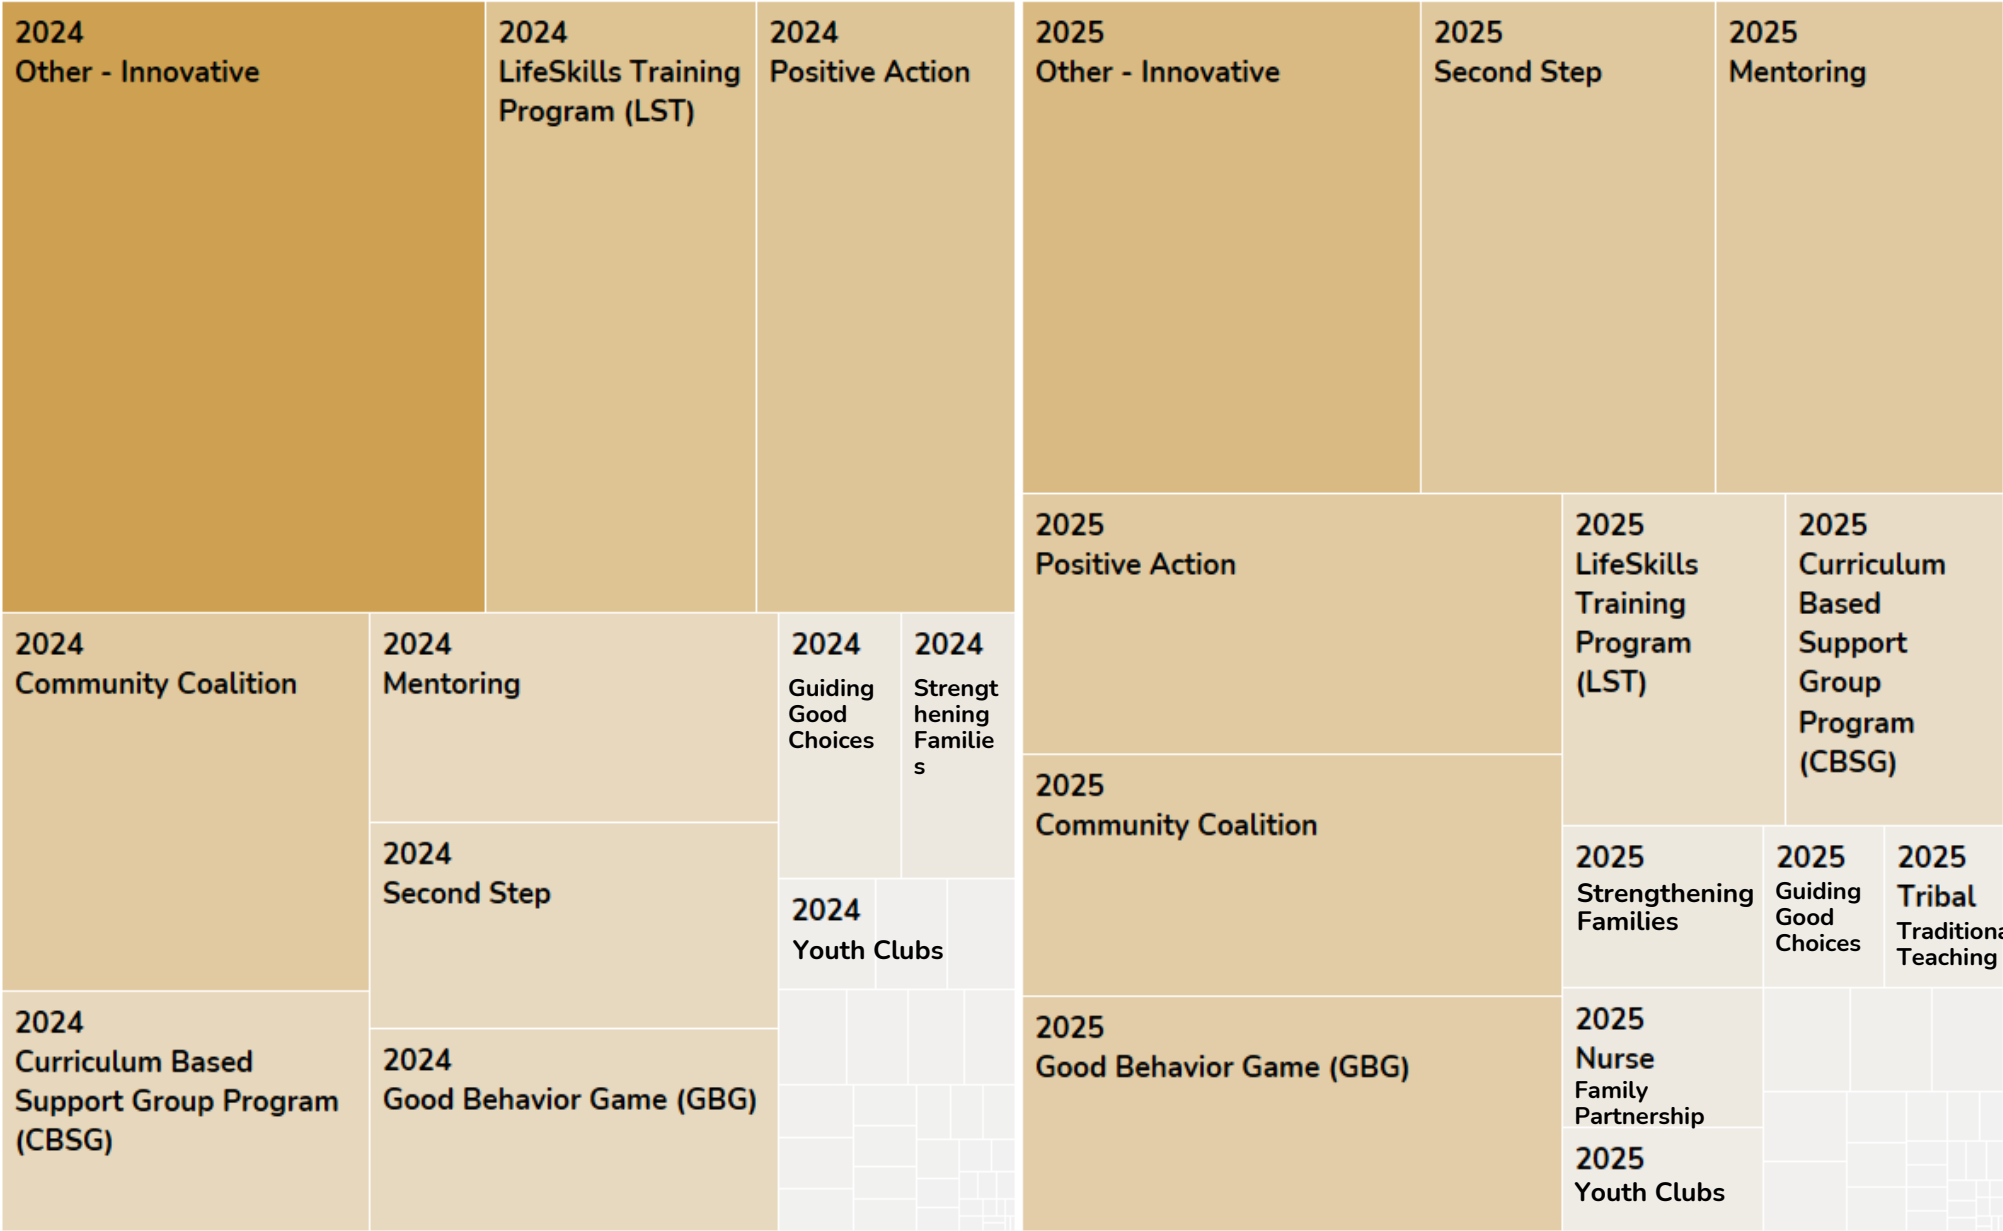 2024
Other - Innovative
2024
LifeSkills Training
Program (LST)
2024
Positive Action
2024
Community Coalition
2024
Mentoring
2024
Guiding
Good
Choices
2024
Strengt
hening
Familie
s
2024
Second Step
2024
Youth Clubs
2024
Curriculum Based
Support Group Program
(CBSG)
2024
Good Behavior Game (GBG)
2025
Other - Innovative
2025
Second Step
2025
Mentoring
2025
Positive Action
2025
LifeSkills
Training
Program
(LST)
2025
Curriculum
Based
Support
Group
Program
(CBSG)
2025
Community Coalition
2025
Strengthening
Families
2025
Guiding
Good
Choices
2025
Tribal
Traditiona
Teaching
2025
Good Behavior Game (GBG)
2025
Nurse
Family
Partnership
2025
Youth Clubs